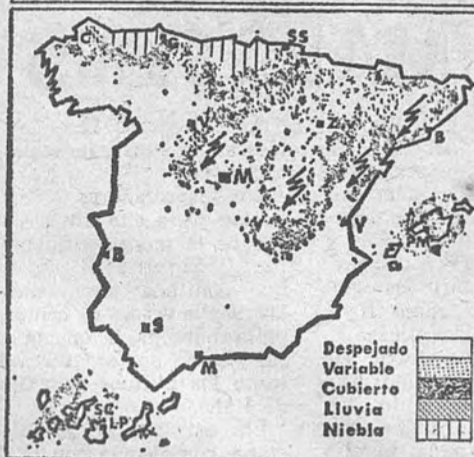 C
G
SS
Z
B
M
V
PM
B
S
M
SC
LP
Despejado
Variable
Cubierto
Lluvia
Niebla